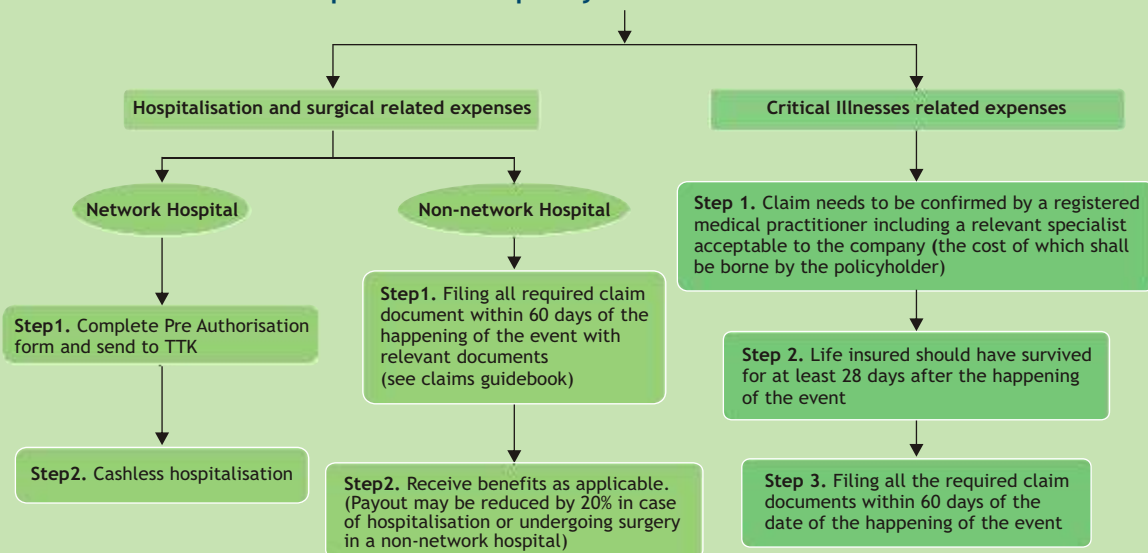 Hospitalisation and surgical related expenses
Critical Illnesses related expenses
Network Hospital
Non-network Hospital
Step1. Complete Pre Authorisation
form and send to TTK
Step2. Cashless hospitalisation
Step1. Filing all required claim
document within 60 days of the
happening of the event with
relevant documents
(see claims guidebook)
Step2. Receive benefits as applicable.
(Payout may be reduced by 20% in case
of hospitalisation or undergoing surgery
in a non-network hospital)
Step 1. Claim needs to be confirmed by a registered
medical practitioner including a relevant specialist
acceptable to the company (the cost of which shall
be borne by the policyholder)
Step 2. Life insured should have survived
for at least 28 days after the happening
of the event
Step 3. Filing all the required claim
documents within 60 days of the
date of the happening of the event